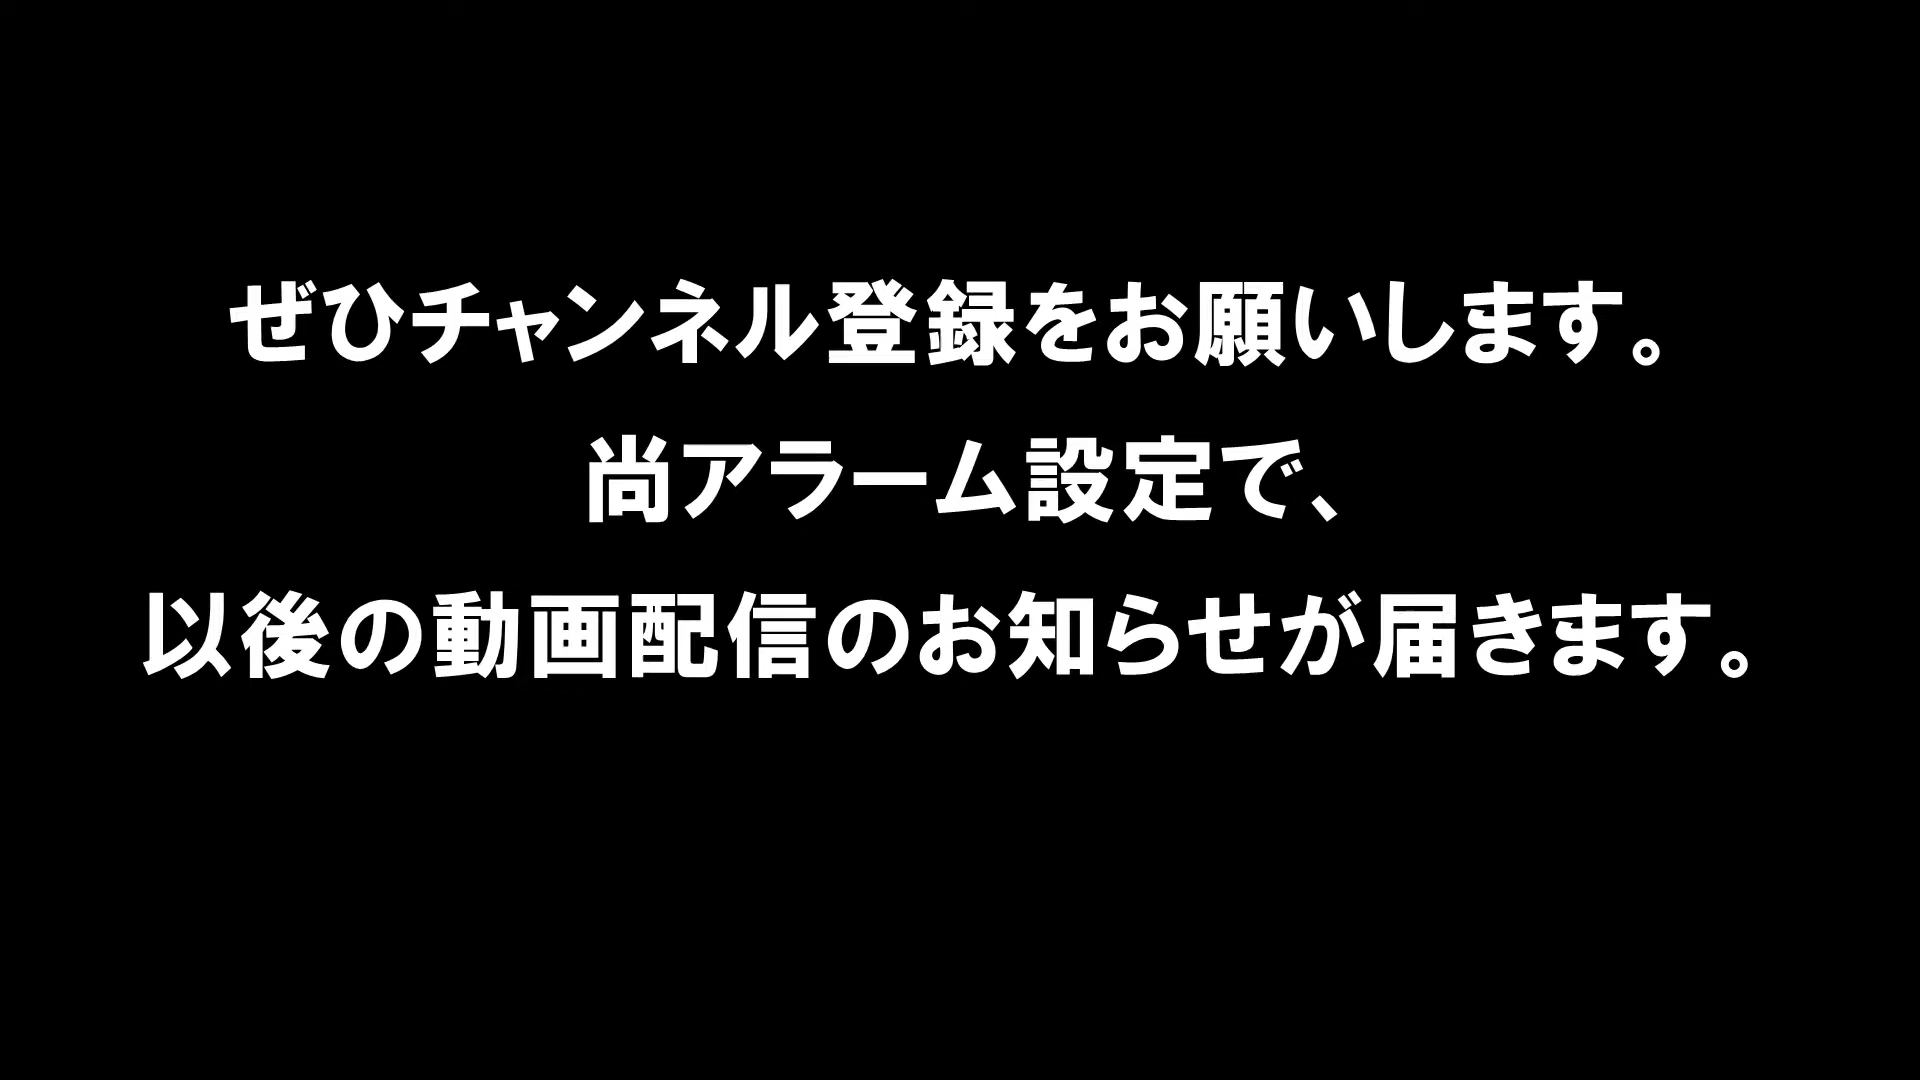 ぜひチャンネル登録をお願いします。
尚アラーム設定で、
以後の動画配信のお知らせが届きます。